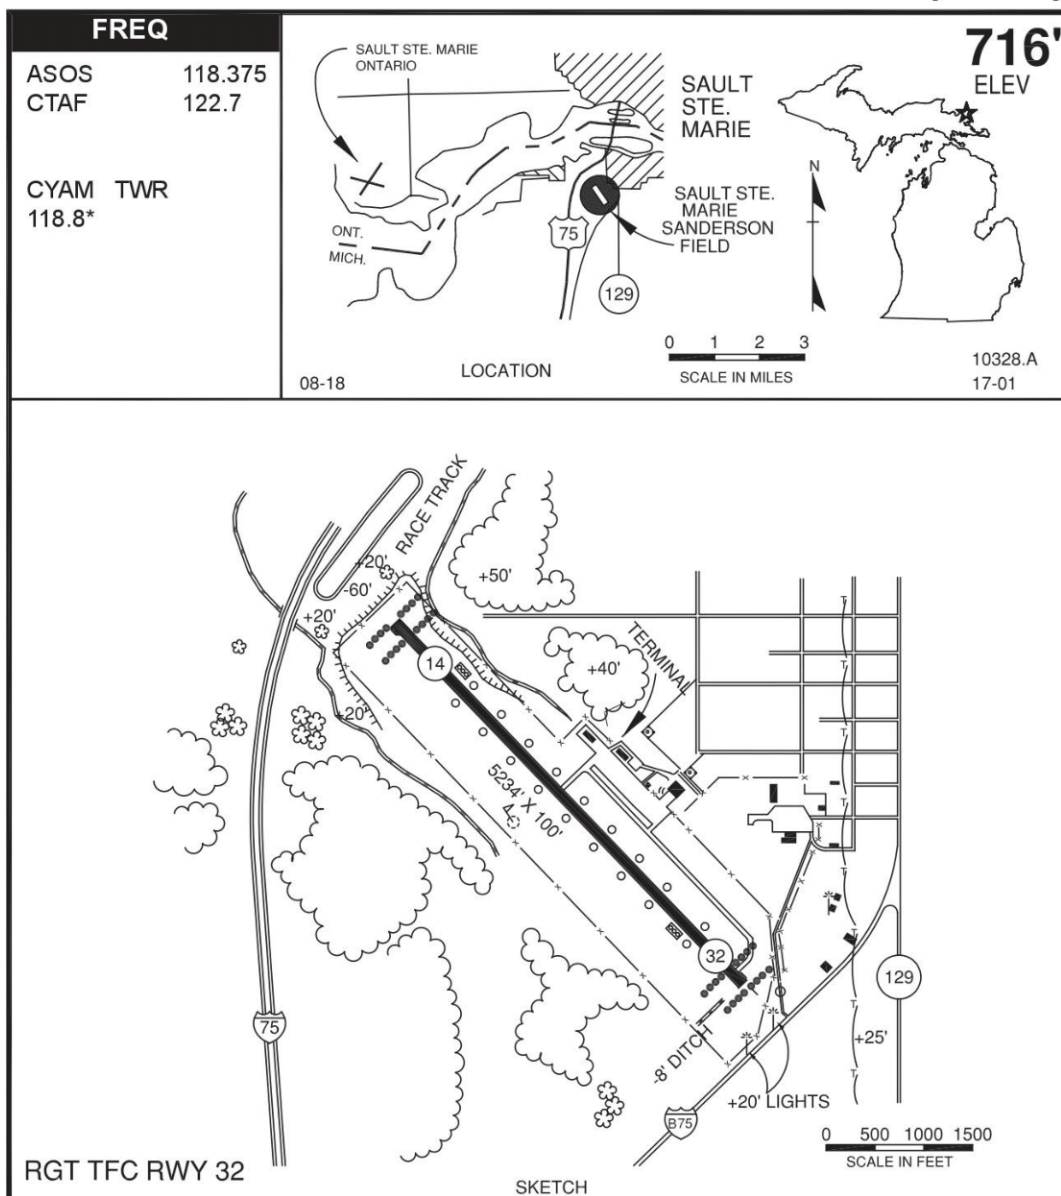 FREQ
ASOS 118.375
CTAF 122.7
CYAM TWR
118.8*
SAULT STE. MARIE
ONTARIO
SAULT
STE.
MARIE
716'
ELEV
N
SAULT STE.
MARIE
SANDERSON
FIELD
ONT.
MICH.
75
129
0 1 2 3
SCALE IN MILES
LOCATION
08-18
10328.A
17-01
RACE TRACK
+20'
-60'
+20'
+50'
+40'
TERMINAL
14
+20'
5234' X 100'
32
129
75
-8' DITCH
+25'
+20' LIGHTS
B75
0 500 1000 1500
SCALE IN FEET
RGT TFC RWY 32
SKETCH